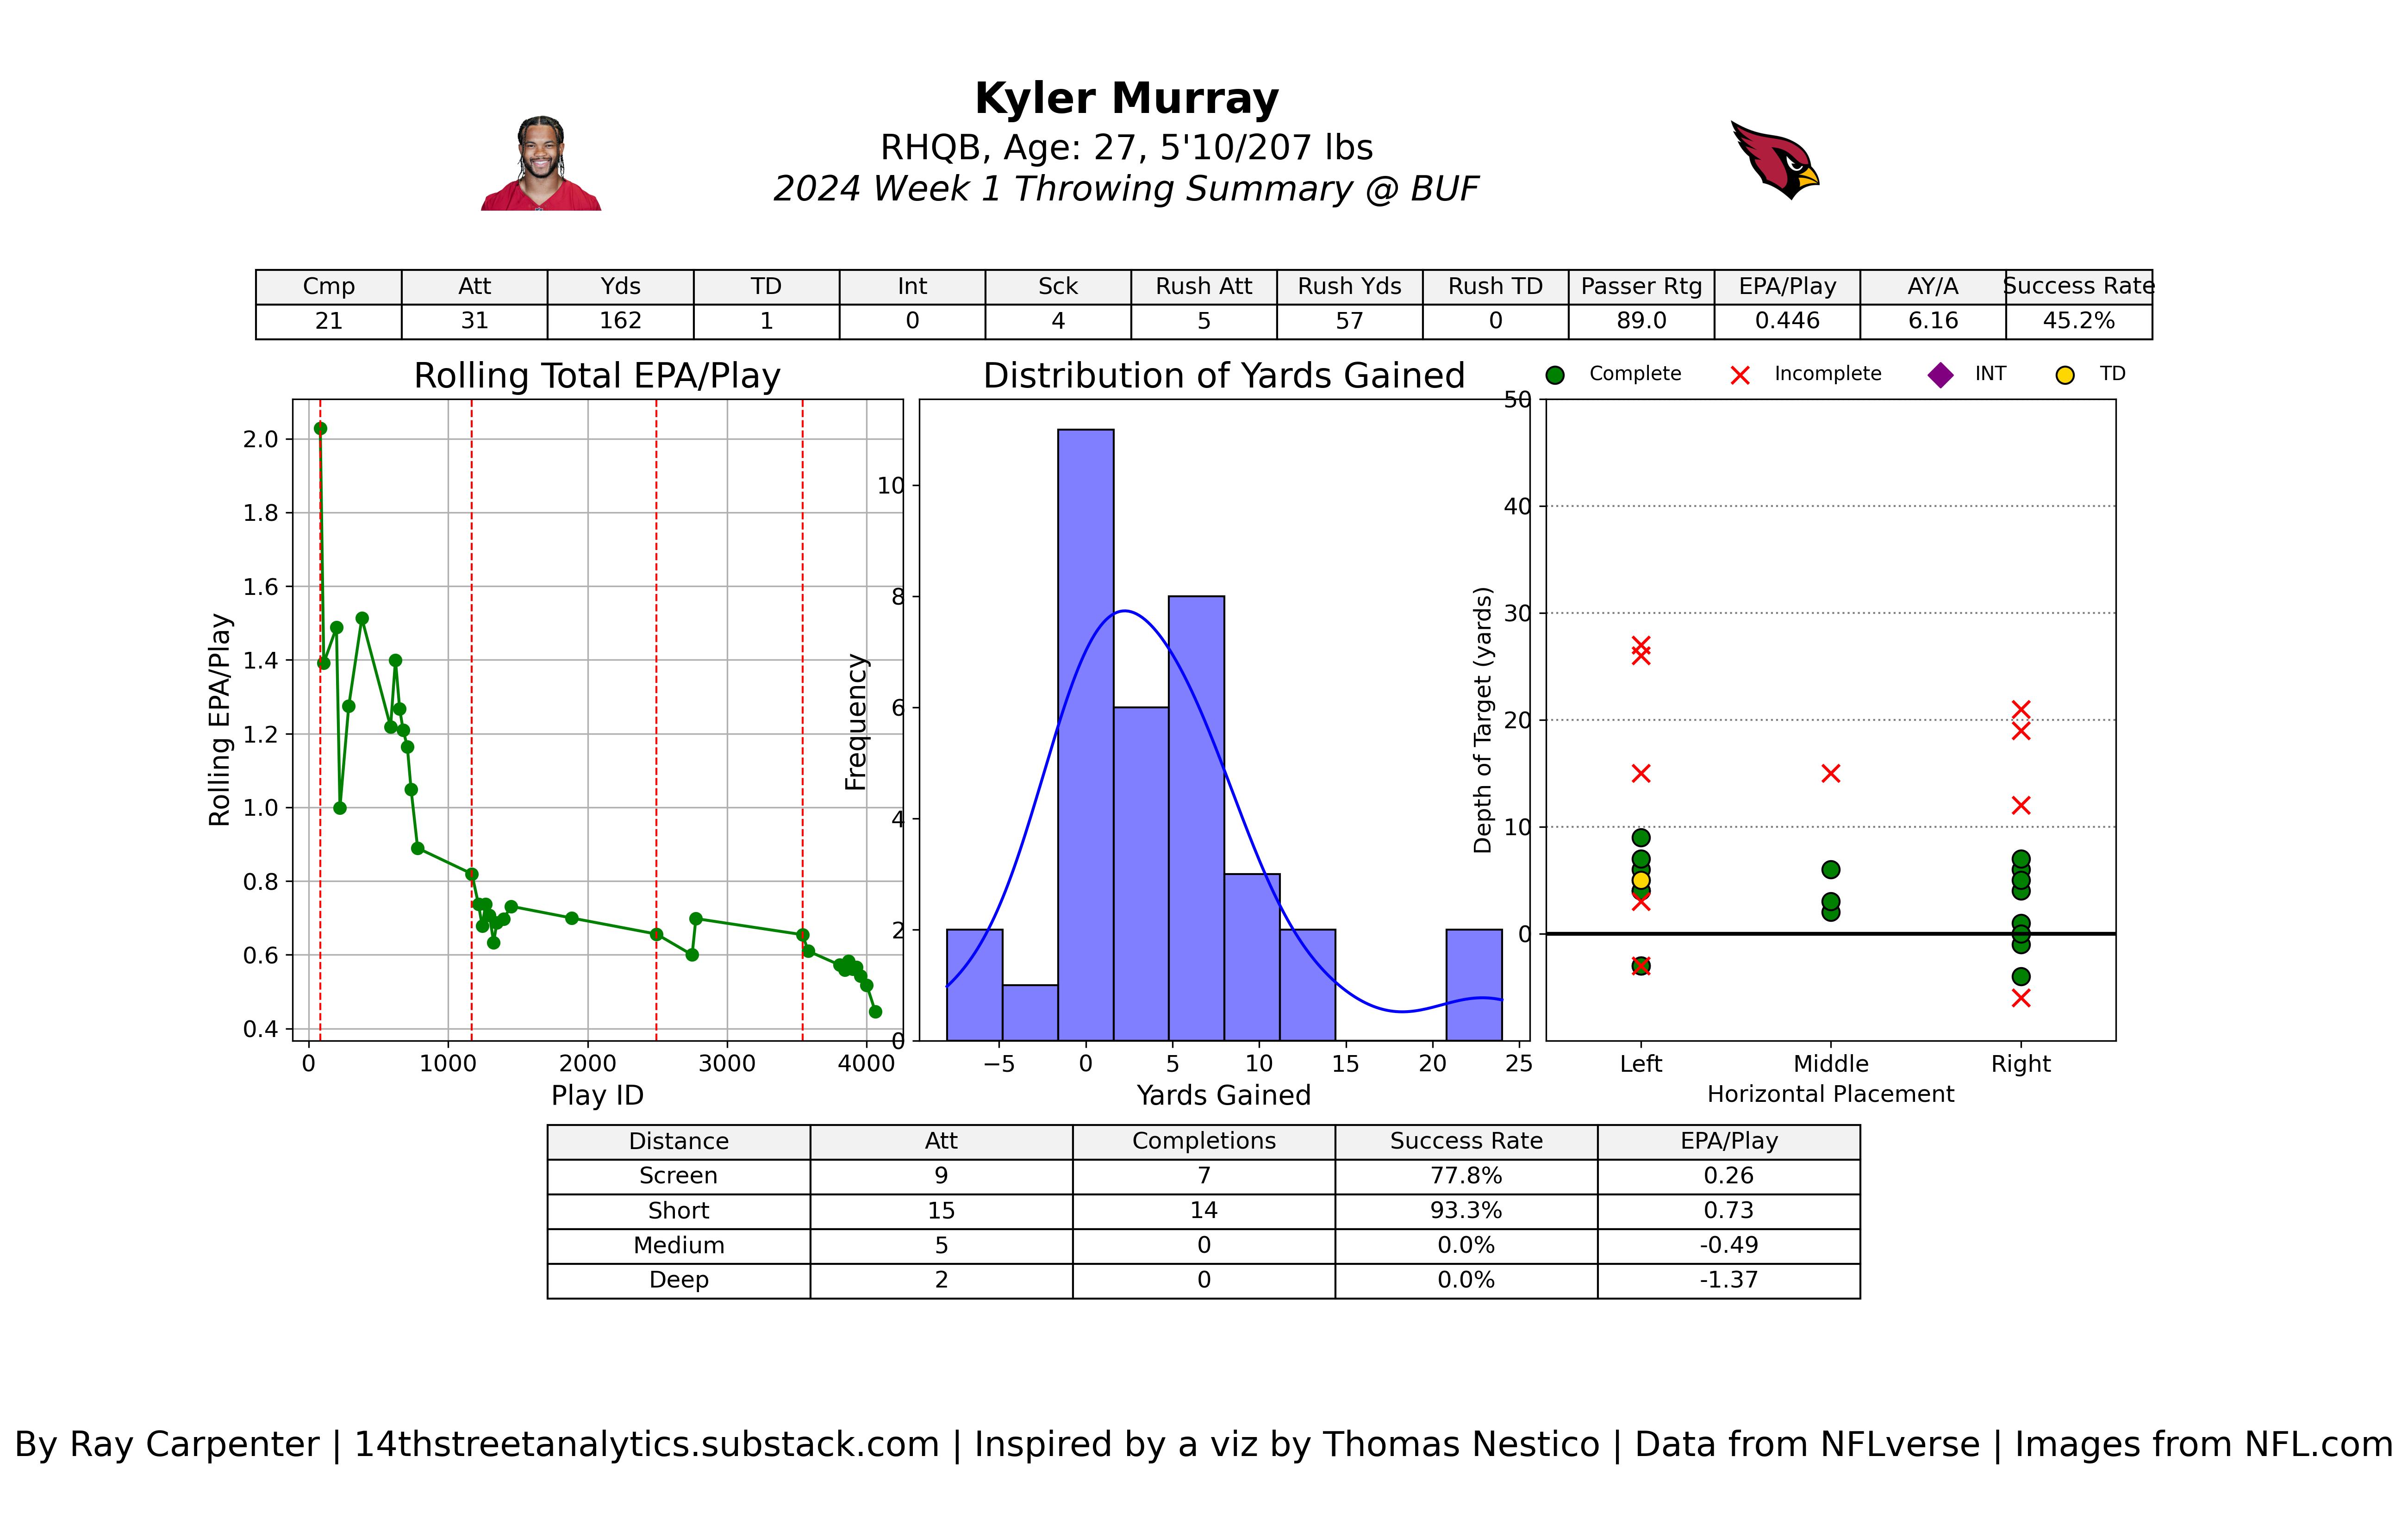 Kyler Murray
RHQB, Age: 27, 5'10/207 lbs
2024 Week 1 Throwing Summary @ BUF
Cmp Att Yds TD Int Sck Rush Att Rush Yds Rush TD Passer Rtg EPA/Play AY/A Success Rate
21 31 162 1 0 4 5 57 0 89.0 0.446 6.16 45.2%
Rolling Total EPA/Play
2.0
1.8
1.6
1.4
1.2
1.0
0.8
0.6
0.4
Rolling EPA/Play
0 1000 2000 3000 4000
Play ID
Distribution of Yards Gained
10
8
6
4
2
0
Frequency
−5 0 5 10 15 20 25
Yards Gained
Complete Incomplete INT TD
50
40
30
20
10
0
Depth of Target (yards)
Left Middle Right
Horizontal Placement
Distance Att Completions Success Rate EPA/Play
Screen 9 7 77.8% 0.26
Short 15 14 93.3% 0.73
Medium 5 0 0.0% -0.49
Deep 2 0 0.0% -1.37
By Ray Carpenter | 14thstreetanalytics.substack.com | Inspired by a viz by Thomas Nestico | Data from NFLverse | Images from NFL.com